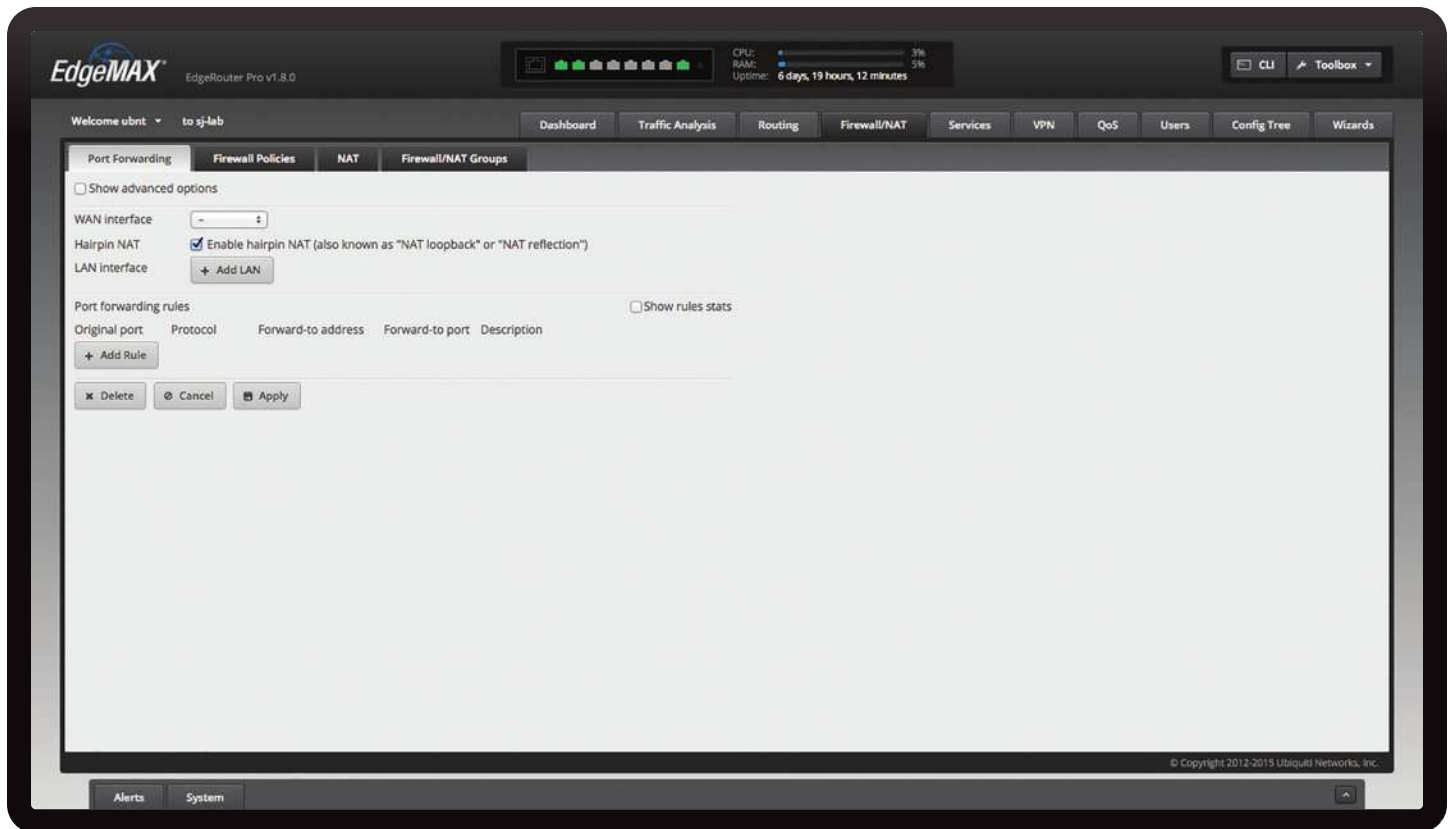 EdgeMAX EdgeRouter Pro v1.8.0
CPU: 3%
RAM: 5%
Uptime: 6 days, 19 hours, 12 minutes
CLI Toolbox
Welcome ubnt to sj-lab
Dashboard Traffic Analysis Routing Firewall/NAT Services VPN QoS Users Config Tree Wizards
Port Forwarding Firewall Policies NAT Firewall/NAT Groups
Show advanced options
WAN interface -
Hairpin NAT Enable hairpin NAT (also known as "NAT loopback" or "NAT reflection")
LAN interface + Add LAN
Port forwarding rules Show rules stats
Original port Protocol Forward-to address Forward-to port Description
+ Add Rule
Delete Cancel Apply
© Copyright 2012-2015 Ubiquiti Networks, Inc.
Alerts System